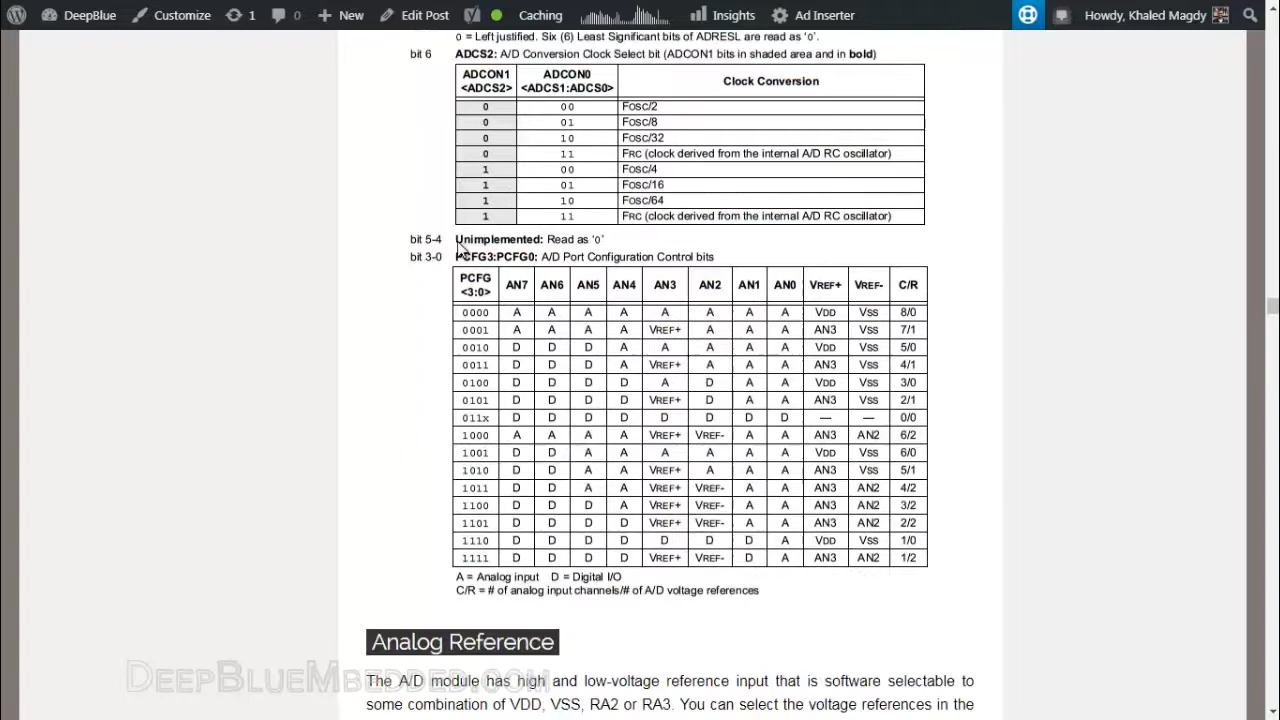 DeepBlue Customize 1 0 New Edit Post Caching Insights Ad Inserter Howdy, Khaled Magdy
0 = Left justified. Six (6) Least Significant bits of ADRESL are read as ‘0’.
bit 6 ADCS2: A/D Conversion Clock Select bit (ADCON1 bits in shaded area and in bold)
ADCON1 <ADCS2> ADCON0 <ADCS1:ADCS0> Clock Conversion
0 00 FOSC/2
0 01 FOSC/8
0 10 FOSC/32
0 11 FRC (clock derived from the internal A/D RC oscillator)
1 00 FOSC/4
1 01 FOSC/16
1 10 FOSC/64
1 11 FRC (clock derived from the internal A/D RC oscillator)
bit 5-4 Unimplemented: Read as ‘0’
bit 3-0 PCFG3:PCFG0: A/D Port Configuration Control bits
PCFG <3:0> AN7 AN6 AN5 AN4 AN3 AN2 AN1 AN0 VREF+ VREF- C/R
0000 A A A A A A A A VDD VSS 8/0
0001 A A A A VREF+ A A A AN3 VSS 7/1
0010 D D D A A A A A VDD VSS 5/0
0011 D D D A VREF+ A A A AN3 VSS 4/1
0100 D D D D A D A A VDD VSS 3/0
0101 D D D D VREF+ D A A AN3 VSS 2/1
011x D D D D D D D D — — 0/0
1000 A A A A VREF+ VREF- A A AN3 AN2 6/2
1001 D D A A A A A A VDD VSS 6/0
1010 D D A A VREF+ A A A AN3 VSS 5/1
1011 D D A A VREF+ VREF- A A AN3 AN2 4/2
1100 D D D A VREF+ VREF- A A AN3 AN2 3/2
1101 D D D D VREF+ VREF- A A AN3 AN2 2/2
1110 D D D D D D D A VDD VSS 1/0
1111 D D D D VREF+ VREF- D A AN3 AN2 1/2
A = Analog input D = Digital I/O
C/R = # of analog input channels/# of A/D voltage references
Analog Reference
DeepBlueMbedded.com
The A/D module has high and low-voltage reference input that is software selectable to
some combination of VDD, VSS, RA2 or RA3. You can select the voltage references in the